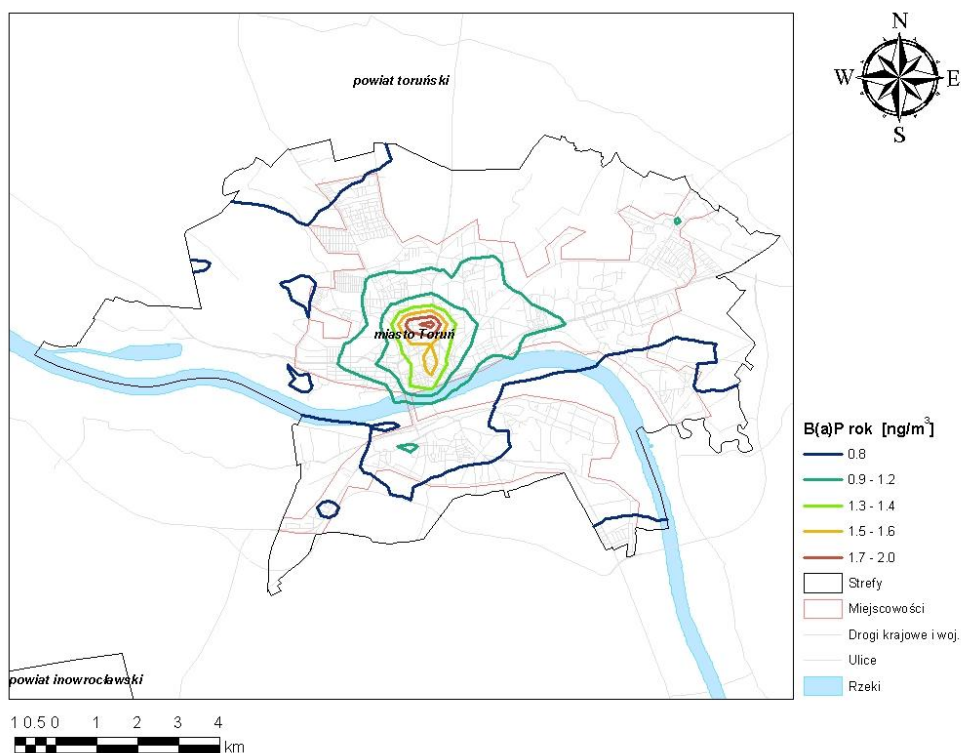 N
W E
S
powiat toruński
miasto Toruń
powiat inowrocławski
B(a)P rok [ng/m³]
0.8
0.9 - 1.2
1.3 - 1.4
1.5 - 1.6
1.7 - 2.0
Strefy
Miejscowości
Drogi krajowe i woj.
Ulice
Rzeki
1 0.5 0 1 2 3 4
km